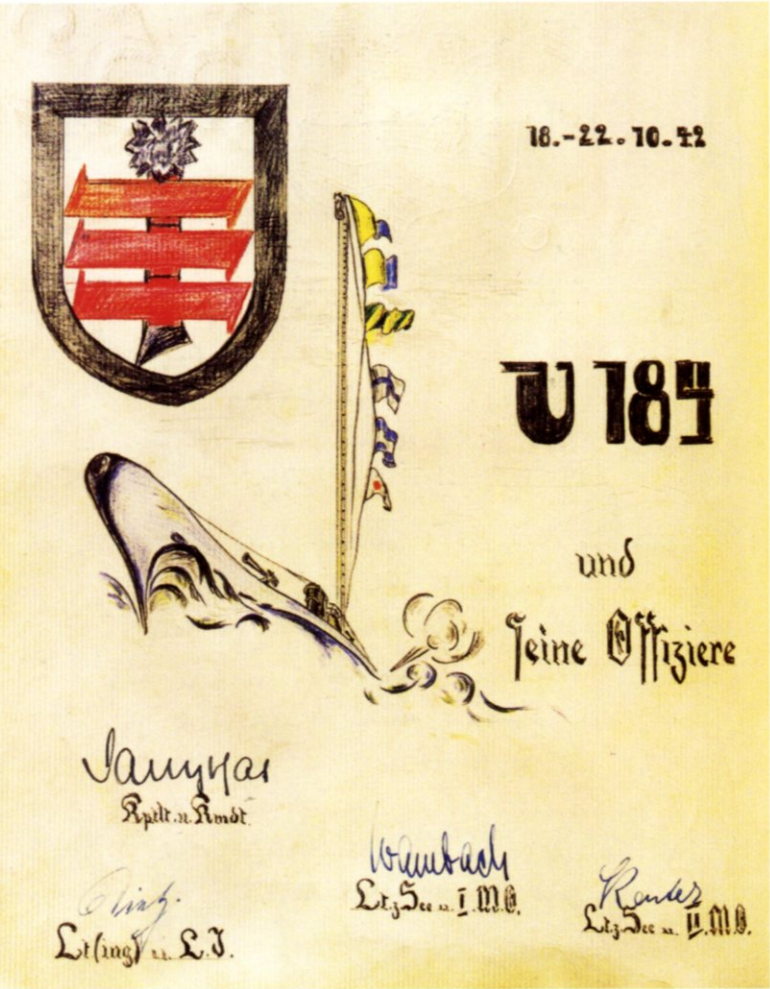 18.-22.10.42
U 184
und
seine Offiziere
Kptlt. u. Kmdt.
Wambach
Lt.z.See u. I.W.O.
Lt.z.See u. II.W.O.
Lt(ing) u. L.I.